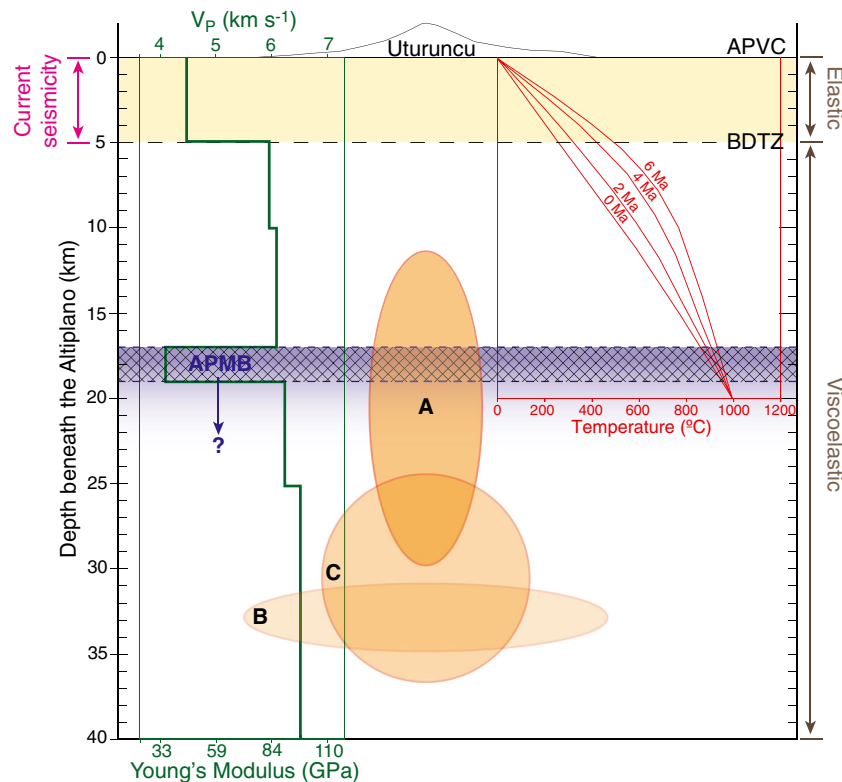 V_P (km s⁻¹)
4 5 6 7
Uturuncu
APVC
0
Current
seismicity
Elastic
5
BDTZ
6 Ma
4 Ma
2 Ma
0 Ma
10
15
APMB
20
?
A
0 200 400 600 800 1000 1200
Temperature (ºC)
Depth beneath the Altiplano (km)
Viscoelastic
25
30
C
B
35
40
33 59 84 110
Young's Modulus (GPa)